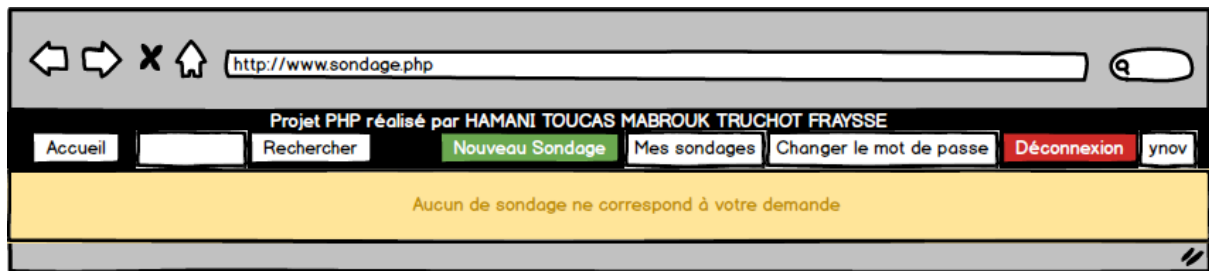 http://www.sondage.php
Projet PHP réalisé par HAMANI TOUCAS MABROUK TRUCHOT FRAYSSE
Accueil Rechercher Nouveau Sondage Mes sondages Changer le mot de passe Déconnexion ynov
Aucun de sondage ne correspond à votre demande